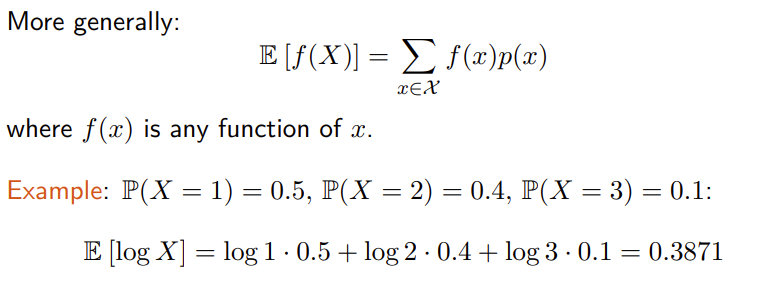 More generally:
𝔼 [f(X)] = ∑ f(x)p(x)
x∈𝒳
where f(x) is any function of x.
Example: ℙ(X = 1) = 0.5, ℙ(X = 2) = 0.4, ℙ(X = 3) = 0.1:
𝔼 [log X] = log 1 · 0.5 + log 2 · 0.4 + log 3 · 0.1 = 0.3871